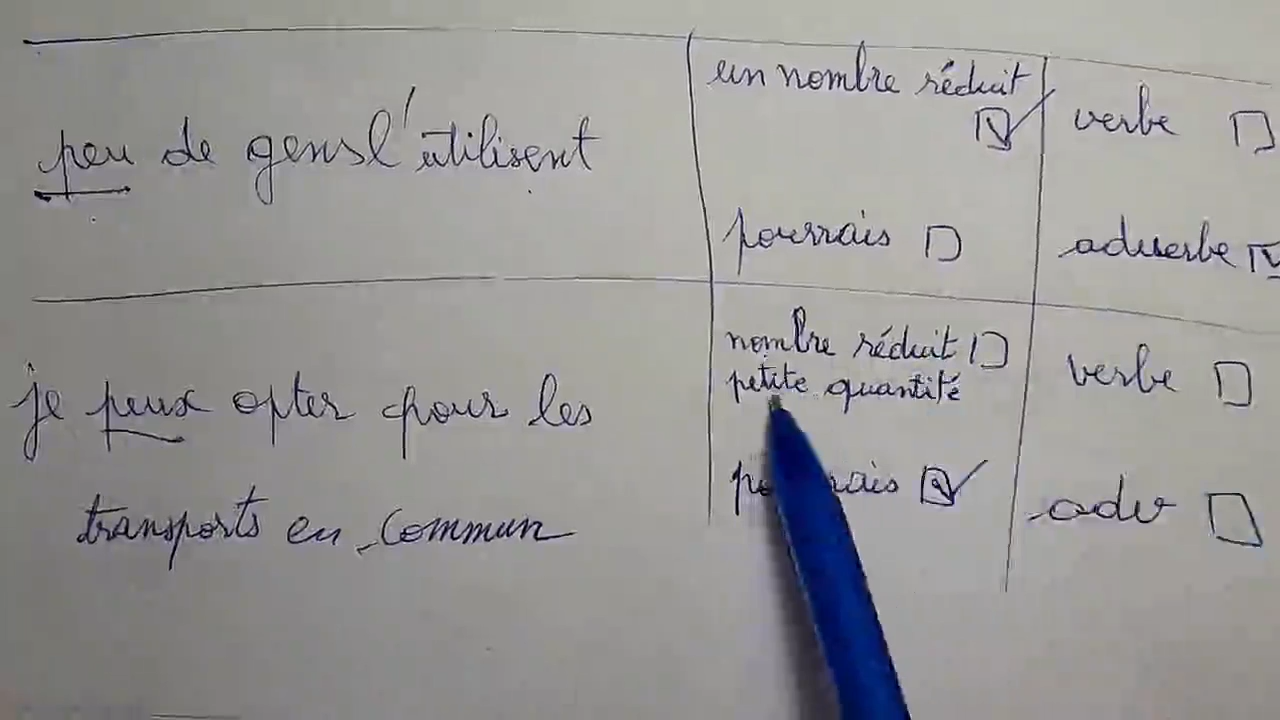 un nombre réduit ☑
verbe ☐
peu de gens l'utilisent
pourrais ☐
adverbe ☑
nombre réduit ☐
petite quantité
verbe ☐
je peux opter pour les
transports en commun
adv ☐